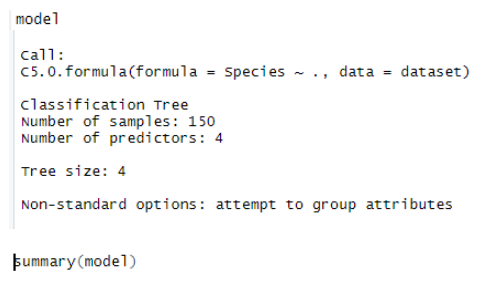 model
Call:
C5.0.formula(formula = Species ~ ., data = dataset)
Classification Tree
Number of samples: 150
Number of predictors: 4
Tree size: 4
Non-standard options: attempt to group attributes
summary(model)